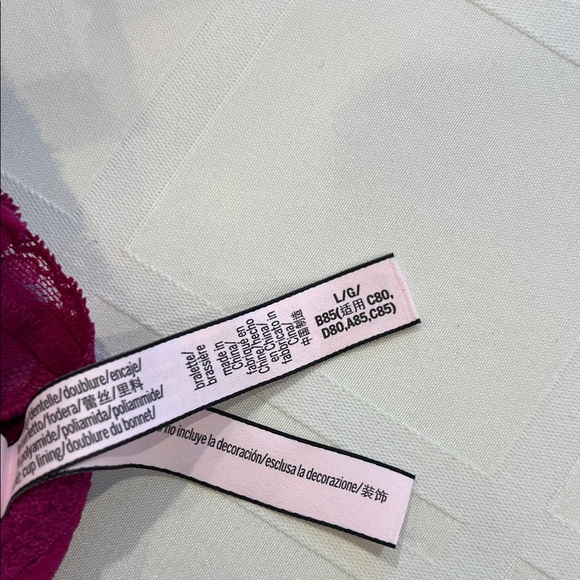 L/G/
B85(适用 C80,
D80,A85,C85)
bralette/
brassière
made in
China/
fabriqué en
Chine/hecho
en China/
fabricato in
Cina/
中国制造
dentelle/doublure/encaje/
/fodera/蕾丝/里料
polyamide/poliamida/poliammide/
cup lining/doublure du bonnet/
no incluye la decoración/esclusa la decorazione/装饰